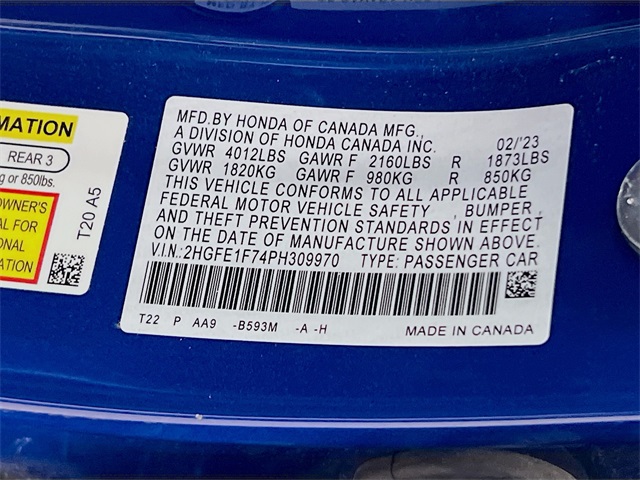 MATION
REAR 3
or 850lbs.
OWNER'S
AL FOR
ONAL
ATION
T20 A5
MFD.BY HONDA OF CANADA MFG.,
A DIVISION OF HONDA CANADA INC. 02/'23
GVWR 4012LBS GAWR F 2160LBS R 1873LBS
GVWR 1820KG GAWR F 980KG R 850KG
THIS VEHICLE CONFORMS TO ALL APPLICABLE
FEDERAL MOTOR VEHICLE SAFETY , BUMPER,
AND THEFT PREVENTION STANDARDS IN EFFECT
ON THE DATE OF MANUFACTURE SHOWN ABOVE.
V.I.N.:2HGFE1F74PH309970 TYPE: PASSENGER CAR
T22 P AA9 -B593M -A -H MADE IN CANADA